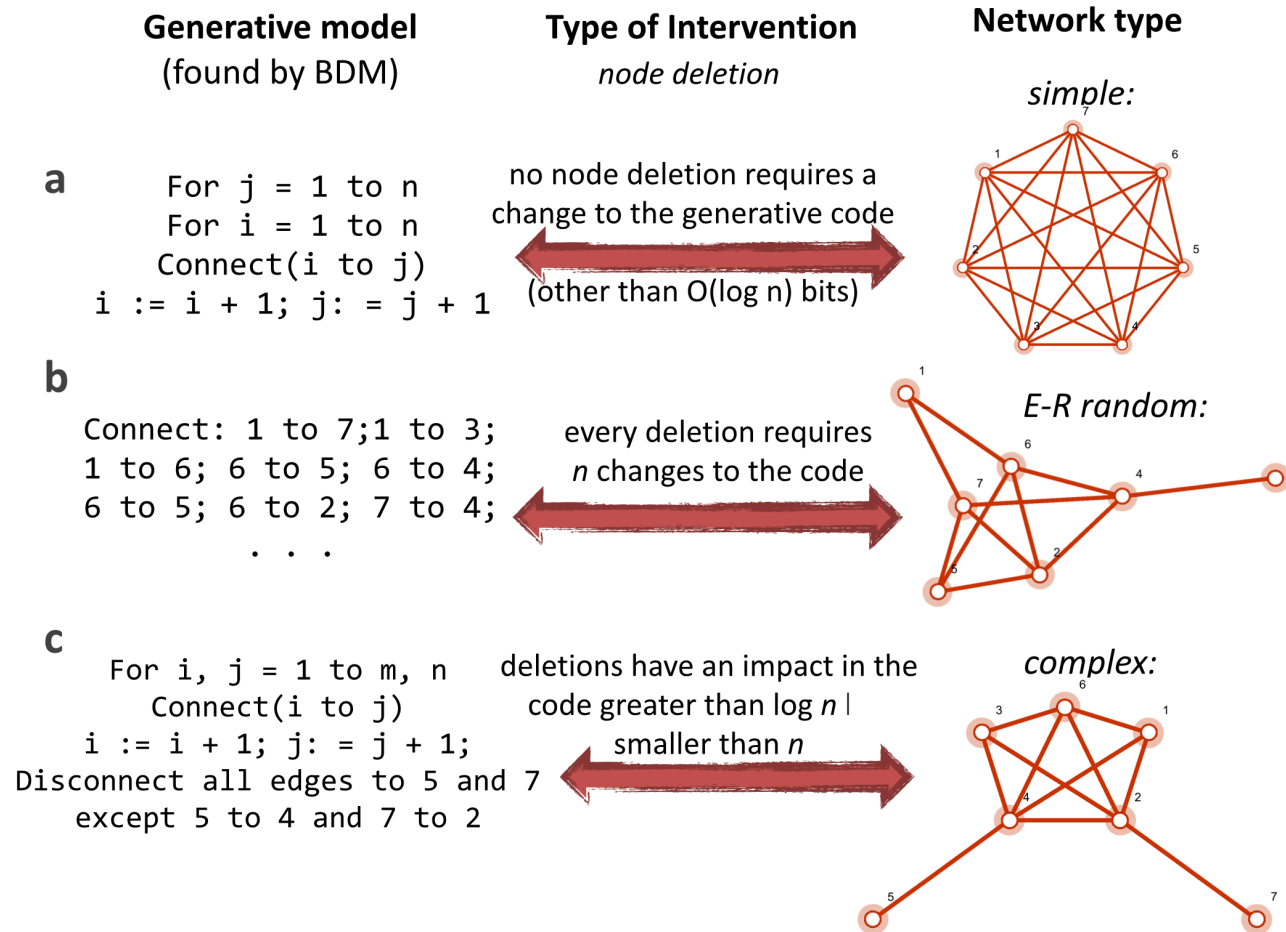 Generative model
(found by BDM)
Type of Intervention
node deletion
Network type
a
For j = 1 to n
For i = 1 to n
Connect(i to j)
i := i + 1; j: = j + 1
no node deletion requires a
change to the generative code
(other than O(log n) bits)
simple:
7
1
6
2
5
3
4
b
Connect: 1 to 7;1 to 3;
1 to 6; 6 to 5; 6 to 4;
6 to 5; 6 to 2; 7 to 4;
. . .
every deletion requires
n changes to the code
E-R random:
1
6
7
4
2
5
c
For i, j = 1 to m, n
Connect(i to j)
i := i + 1; j: = j + 1;
Disconnect all edges to 5 and 7
except 5 to 4 and 7 to 2
deletions have an impact in the
code greater than log n |
smaller than n
complex:
6
3
1
4
2
5
7